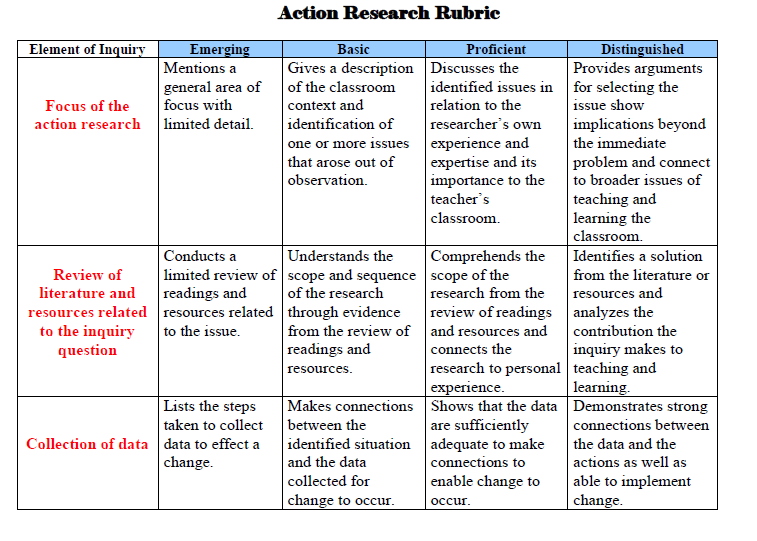 Action Research Rubric
Element of Inquiry Emerging Basic Proficient Distinguished
Focus of the
action research
Mentions a
general area of
focus with
limited detail.
Gives a description
of the classroom
context and
identification of
one or more issues
that arose out of
observation.
Discusses the
identified issues in
relation to the
researcher's own
experience and
expertise and its
importance to the
teacher's
classroom.
Provides arguments
for selecting the
issue show
implications beyond
the immediate
problem and connect
to broader issues of
teaching and
learning the
classroom.
Review of
literature and
resources related
to the inquiry
question
Conducts a
limited review of
readings and
resources related
to the issue.
Understands the
scope and sequence
of the research
through evidence
from the review of
readings and
resources.
Comprehends the
scope of the
research from the
review of readings
and resources and
connects the
research to personal
experience.
Identifies a solution
from the literature or
resources and
analyzes the
contribution the
inquiry makes to
teaching and
learning.
Collection of data
Lists the steps
taken to collect
data to effect a
change.
Makes connections
between the
identified situation
and the data
collected for
change to occur.
Shows that the data
are sufficiently
adequate to make
connections to
enable change to
occur.
Demonstrates strong
connections between
the data and the
actions as well as
able to implement
change.